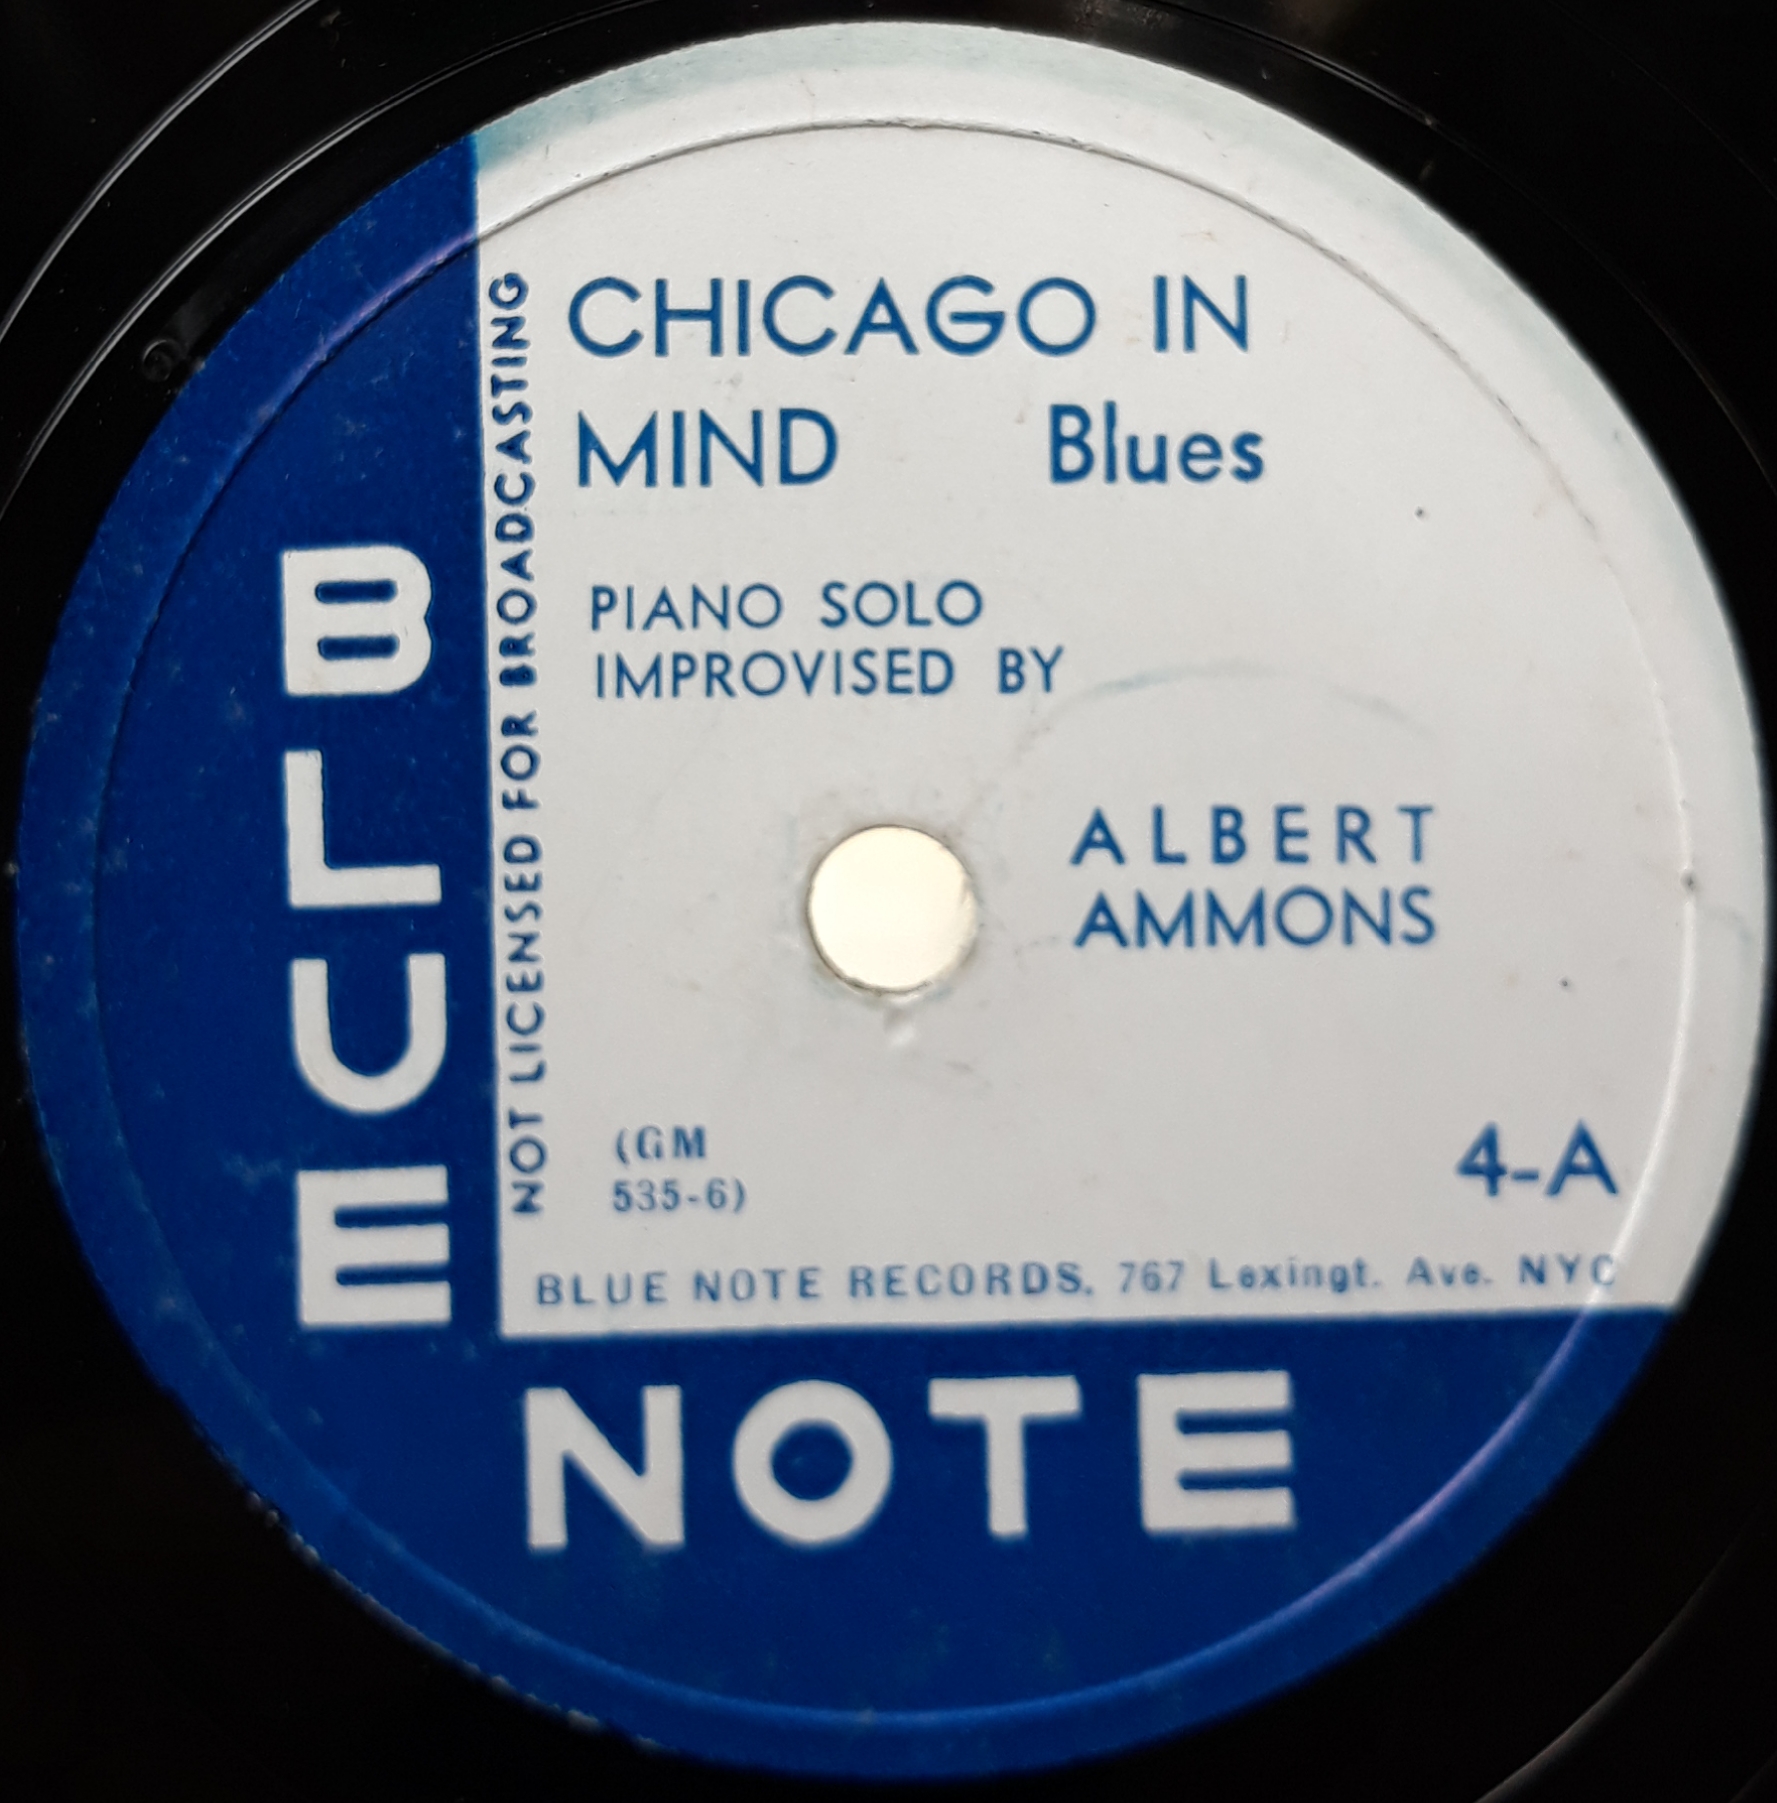 CHICAGO IN
MIND Blues
PIANO SOLO
IMPROVISED BY
ALBERT
AMMONS
(GM
535-6)
4-A
BLUE NOTE RECORDS, 767 Lexingt. Ave. NYC
NOT LICENSED FOR BROADCASTING
BLUE
NOTE